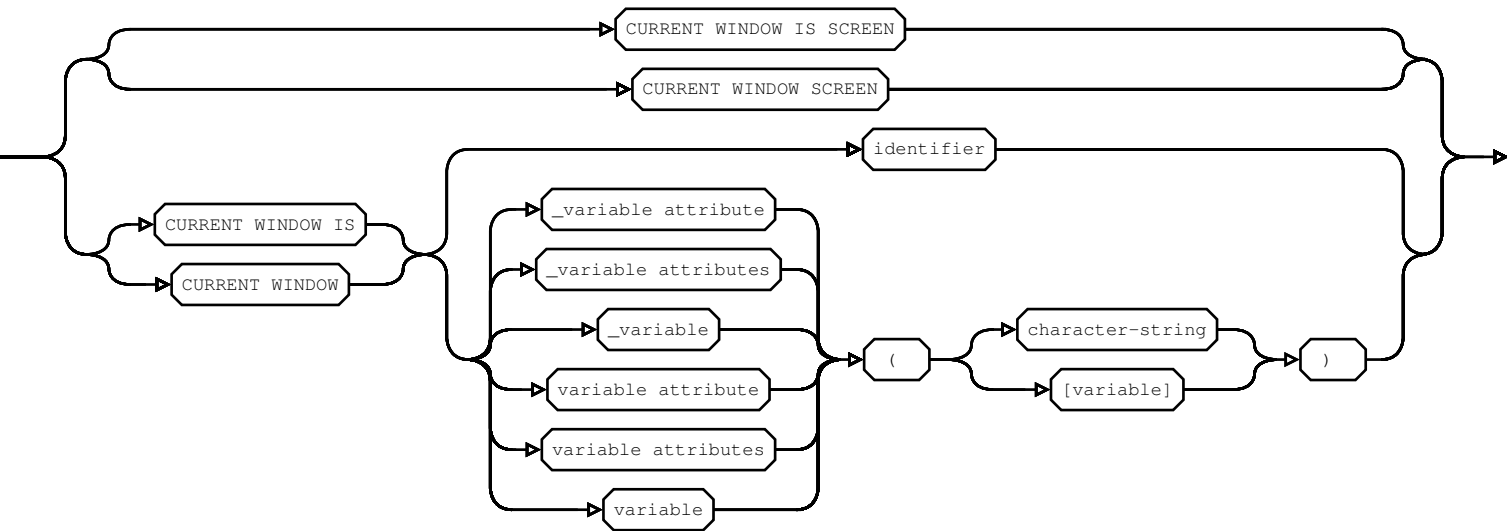 CURRENT WINDOW IS SCREEN
CURRENT WINDOW SCREEN
identifier
CURRENT WINDOW IS
CURRENT WINDOW
_variable attribute
_variable attributes
_variable
variable attribute
variable attributes
variable
(
character-string
[variable]
)